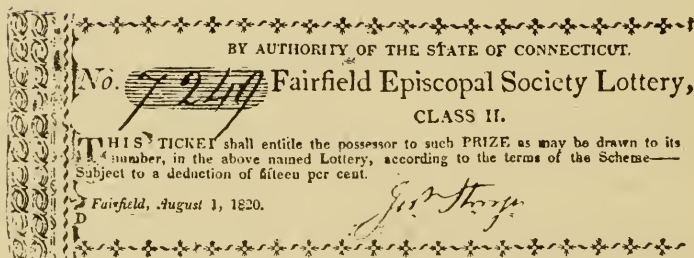 BY AUTHORITY OF THE STATE OF CONNECTICUT.
No. 7249 Fairfield Episcopal Society Lottery,
CLASS II.
THIS TICKET shall entitle the possessor to such PRIZE as may be drawn to its
number, in the above named Lottery, according to the terms of the Scheme—
Subject to a deduction of fifteen per cent.
Fairfield, August 1, 1820.
D